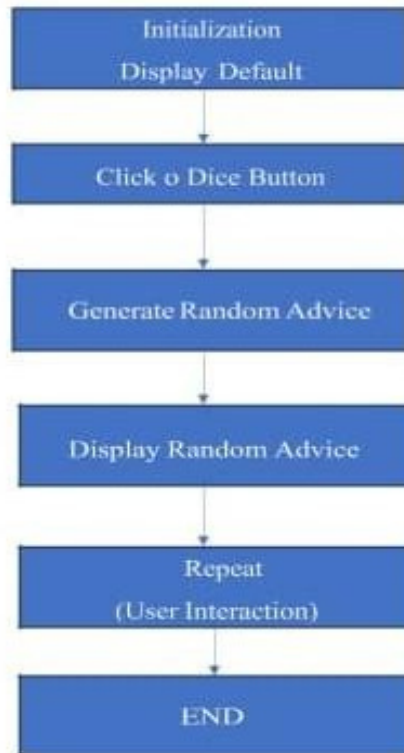 Initialization
Display Default
Click o Dice Button
Generate Random Advice
Display Random Advice
Repeat
(User Interaction)
END